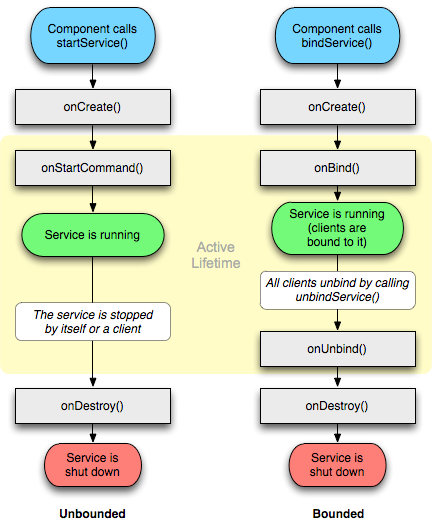 Component calls
startService()
onCreate()
onStartCommand()
Service is running
The service is stopped
by itself or a client
onDestroy()
Service is
shut down
Unbounded
Active
Lifetime
Component calls
bindService()
onCreate()
onBind()
Service is running
(clients are
bound to it)
All clients unbind by calling
unbindService()
onUnbind()
onDestroy()
Service is
shut down
Bounded